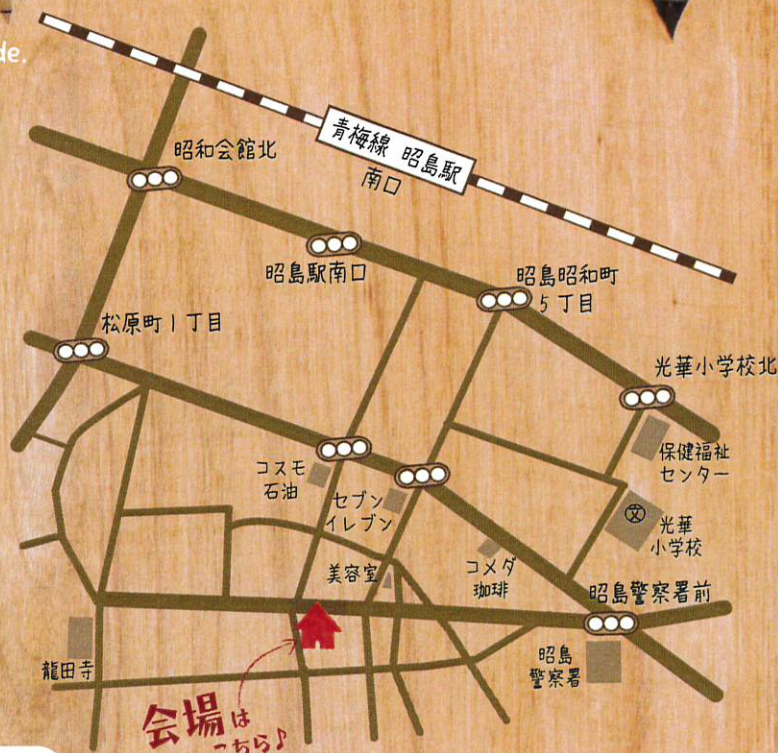 de.
青梅線 昭島駅
南口
昭和会館北
昭島駅南口
昭島昭和町
5丁目
松原町1丁目
光華小学校北
保健福祉
センター
コスモ
石油
セブン
イレブン
文
光華
小学校
美容室
コメダ
珈琲
昭島警察署前
龍田寺
昭島
警察署
会場は
こちら♪